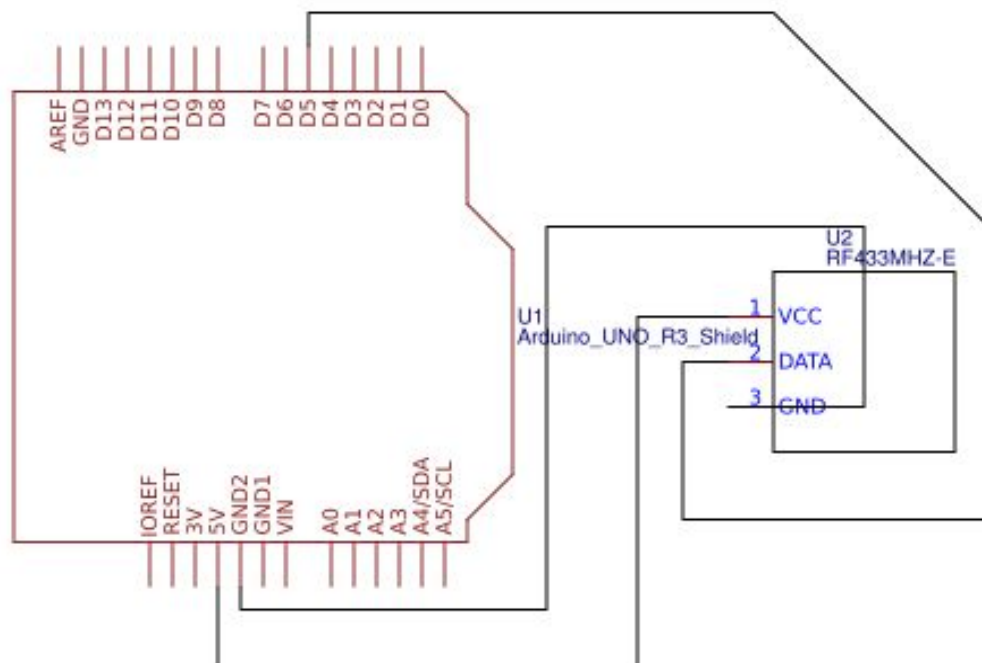 AREF
GND
D13
D12
D11
D10
D9
D8
D7
D6
D5
D4
D3
D2
D1
D0
U2
RF433MHZ-E
1
VCC
U1
Arduino_UNO_R3_Shield
2
DATA
3
GND
IOREF
RESET
3V
5V
GND2
GND1
VIN
A0
A1
A2
A3
A4/SDA
A5/SCL